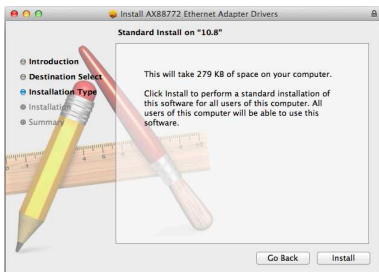 Install AX88772 Ethernet Adapter Drivers
Standard Install on "10.8"
Introduction
Destination Select
Installation Type
Installation
Summary
This will take 279 KB of space on your computer.
Click Install to perform a standard installation of
this software for all users of this computer. All
users of this computer will be able to use this
software.
Go Back
Install